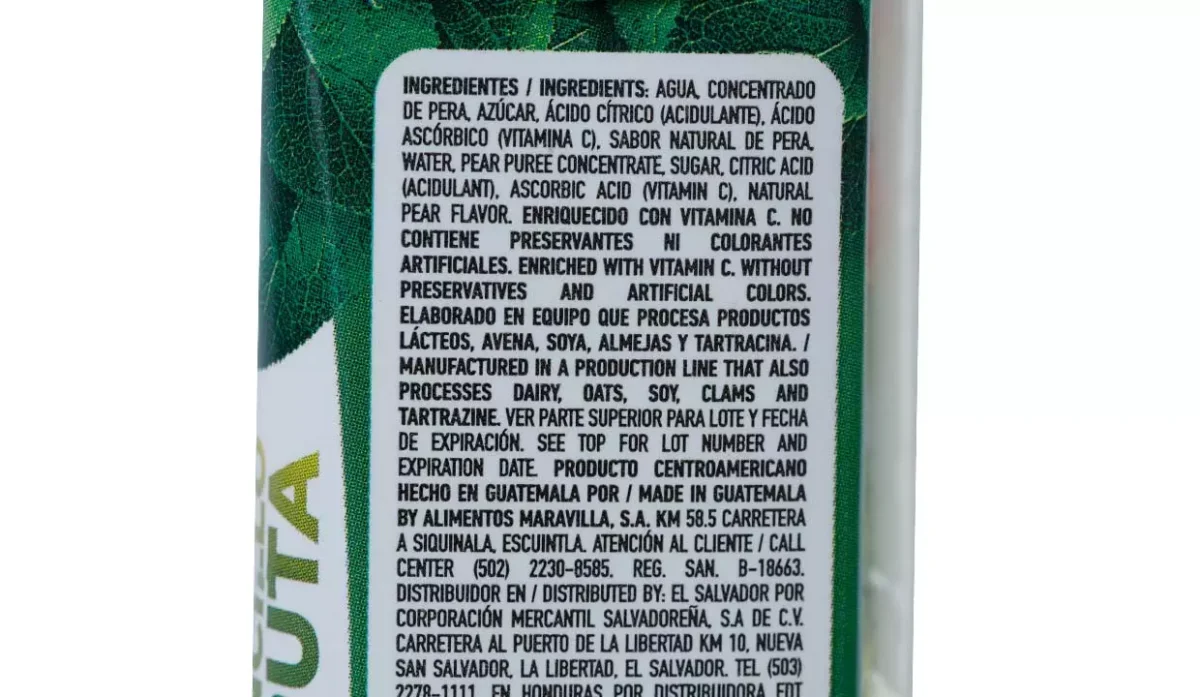 INGREDIENTES / INGREDIENTS: AGUA, CONCENTRADO
DE PERA, AZÚCAR, ÁCIDO CÍTRICO (ACIDULANTE), ÁCIDO
ASCÓRBICO (VITAMINA C), SABOR NATURAL DE PERA.
WATER, PEAR PUREE CONCENTRATE, SUGAR, CITRIC ACID
(ACIDULANT), ASCORBIC ACID (VITAMIN C), NATURAL
PEAR FLAVOR. ENRIQUECIDO CON VITAMINA C. NO
CONTIENE PRESERVANTES NI COLORANTES
ARTIFICIALES. ENRICHED WITH VITAMIN C. WITHOUT
PRESERVATIVES AND ARTIFICIAL COLORS.
ELABORADO EN EQUIPO QUE PROCESA PRODUCTOS
LÁCTEOS, AVENA, SOYA, ALMEJAS Y TARTRACINA. /
MANUFACTURED IN A PRODUCTION LINE THAT ALSO
PROCESSES DAIRY, OATS, SOY, CLAMS AND
TARTRAZINE. VER PARTE SUPERIOR PARA LOTE Y FECHA
DE EXPIRACIÓN. SEE TOP FOR LOT NUMBER AND
EXPIRATION DATE. PRODUCTO CENTROAMERICANO
HECHO EN GUATEMALA POR / MADE IN GUATEMALA
BY ALIMENTOS MARAVILLA, S.A. KM 58.5 CARRETERA
A SIQUINALA, ESCUINTLA. ATENCIÓN AL CLIENTE / CALL
CENTER (502) 2230-8585. REG. SAN. B-18663.
DISTRIBUIDOR EN / DISTRIBUTED BY: EL SALVADOR POR
CORPORACIÓN MERCANTIL SALVADOREÑA, S.A DE C.V.
CARRETERA AL PUERTO DE LA LIBERTAD KM 10, NUEVA
SAN SALVADOR, LA LIBERTAD, EL SALVADOR. TEL (503)
2278-1111. EN HONDURAS POR DISTRIBUIDORA EDT